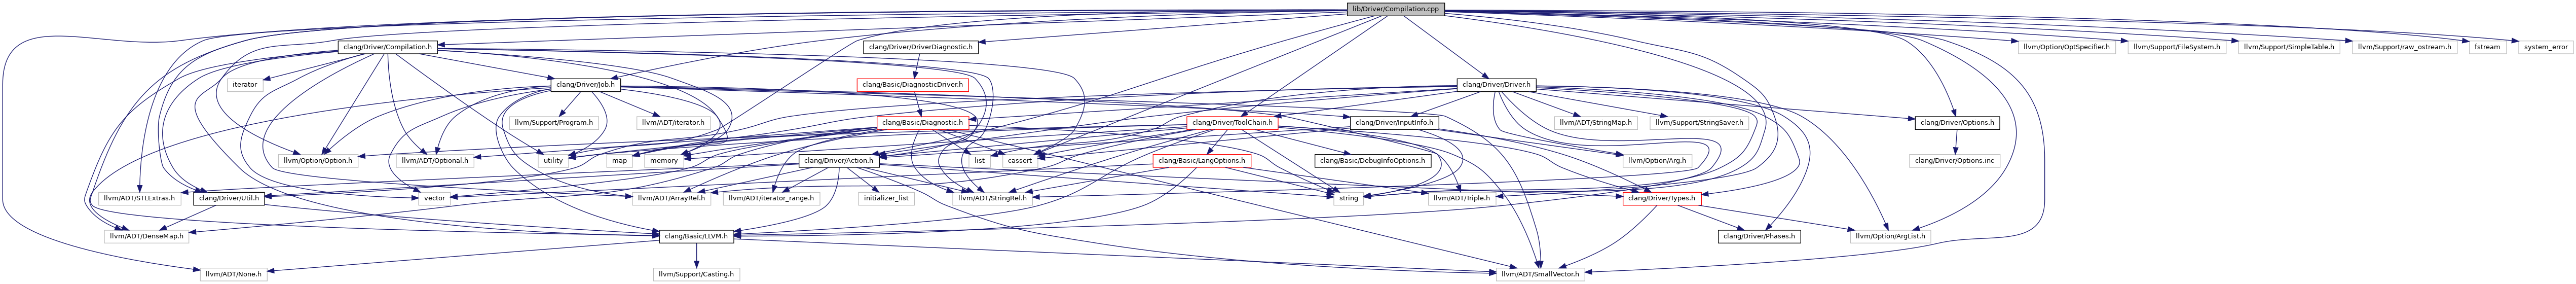 lib/Driver/Compilation.cpp
clang/Driver/Compilation.h
clang/Driver/DriverDiagnostic.h
llvm/Option/OptSpecifier.h
llvm/Support/FileSystem.h
llvm/Support/SimpleTable.h
llvm/Support/raw_ostream.h
fstream
system_error
iterator
clang/Driver/Job.h
clang/Basic/DiagnosticDriver.h
clang/Driver/Driver.h
llvm/Support/Program.h
llvm/ADT/iterator.h
clang/Basic/Diagnostic.h
clang/Driver/ToolChain.h
clang/Driver/InputInfo.h
llvm/ADT/StringMap.h
llvm/Support/StringSaver.h
clang/Driver/Options.h
llvm/Option/Option.h
llvm/ADT/Optional.h
utility
map
memory
clang/Driver/Action.h
list
cassert
clang/Basic/LangOptions.h
clang/Basic/DebugInfoOptions.h
llvm/Option/Arg.h
clang/Driver/Options.inc
llvm/ADT/STLExtras.h
clang/Driver/Util.h
vector
llvm/ADT/ArrayRef.h
llvm/ADT/iterator_range.h
initializer_list
llvm/ADT/StringRef.h
string
llvm/ADT/Triple.h
clang/Driver/Types.h
llvm/ADT/DenseMap.h
clang/Basic/LLVM.h
clang/Driver/Phases.h
llvm/Option/ArgList.h
llvm/ADT/None.h
llvm/Support/Casting.h
llvm/ADT/SmallVector.h